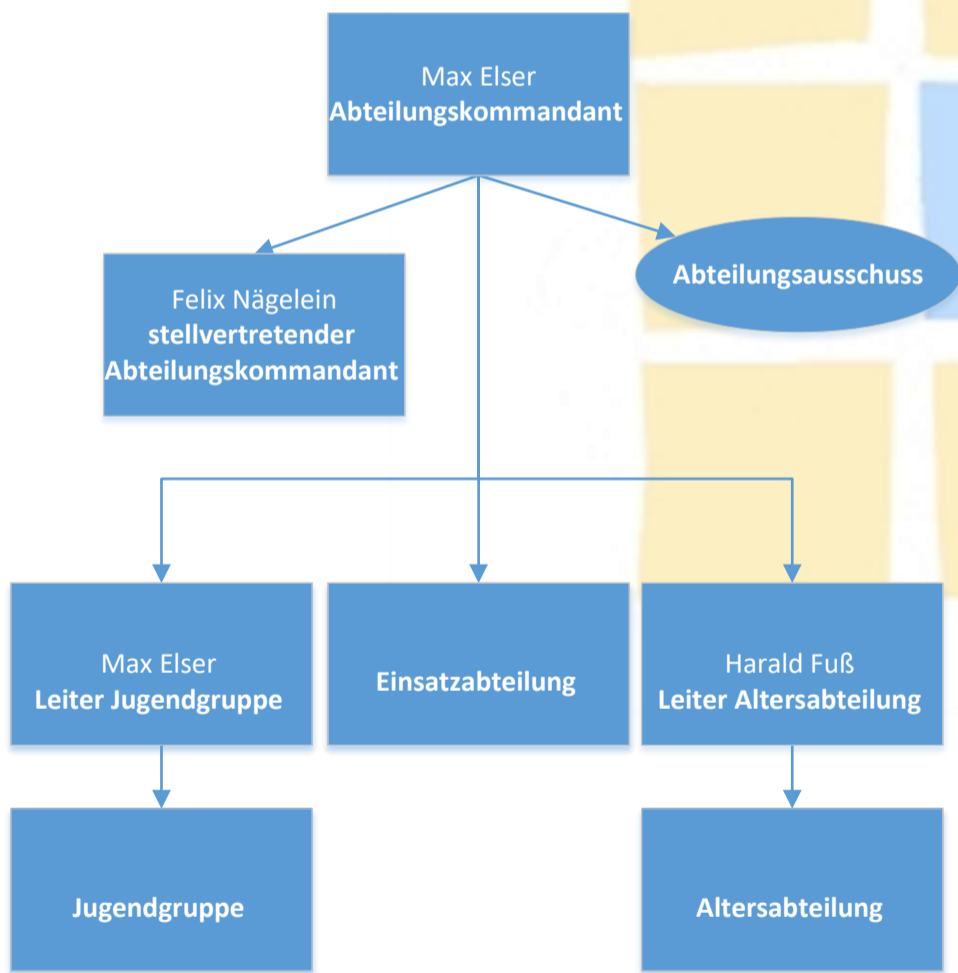 Max Elser
Abteilungskommandant
Felix Nägelein
stellvertretender
Abteilungskommandant
Abteilungsausschuss
Max Elser
Leiter Jugendgruppe
Einsatzabteilung
Harald Fuß
Leiter Altersabteilung
Jugendgruppe
Altersabteilung